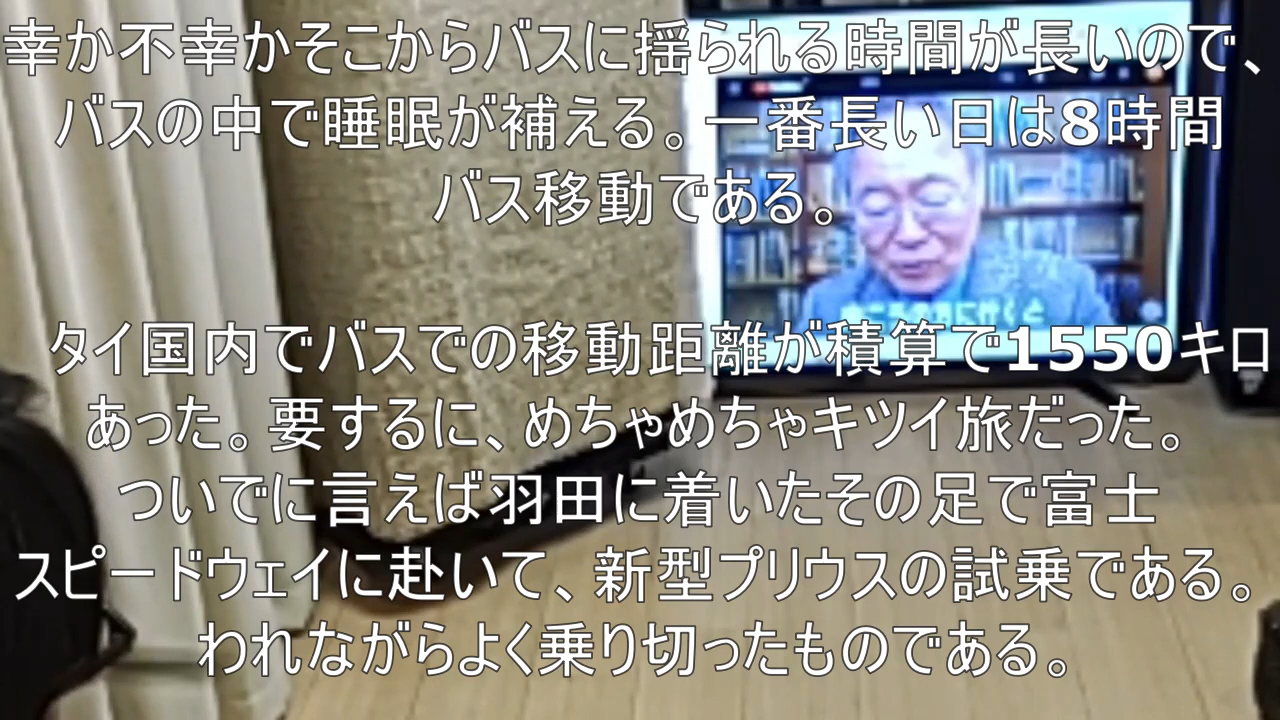 幸か不幸かそこからバスに揺られる時間が長いので、
バスの中で睡眠が補える。一番長い日は8時間
バス移動である。
タイ国内でバスでの移動距離が積算で1550キロ
あった。要するに、めちゃめちゃキツイ旅だった。
ついでに言えば羽田に着いたその足で富士
スピードウェイに赴いて、新型プリウスの試乗である。
われながらよく乗り切ったものである。